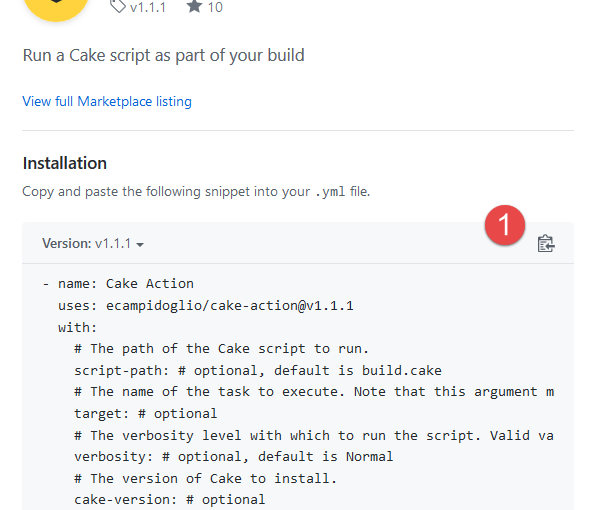 v1.1.1 10
Run a Cake script as part of your build
View full Marketplace listing
Installation
Copy and paste the following snippet into your .yml file.
1
Version: v1.1.1
- name: Cake Action
  uses: ecampidoglio/cake-action@v1.1.1
  with:
    # The path of the Cake script to run.
    script-path: # optional, default is build.cake
    # The name of the task to execute. Note that this argument m
    target: # optional
    # The verbosity level with which to run the script. Valid va
    verbosity: # optional, default is Normal
    # The version of Cake to install.
    cake-version: # optional